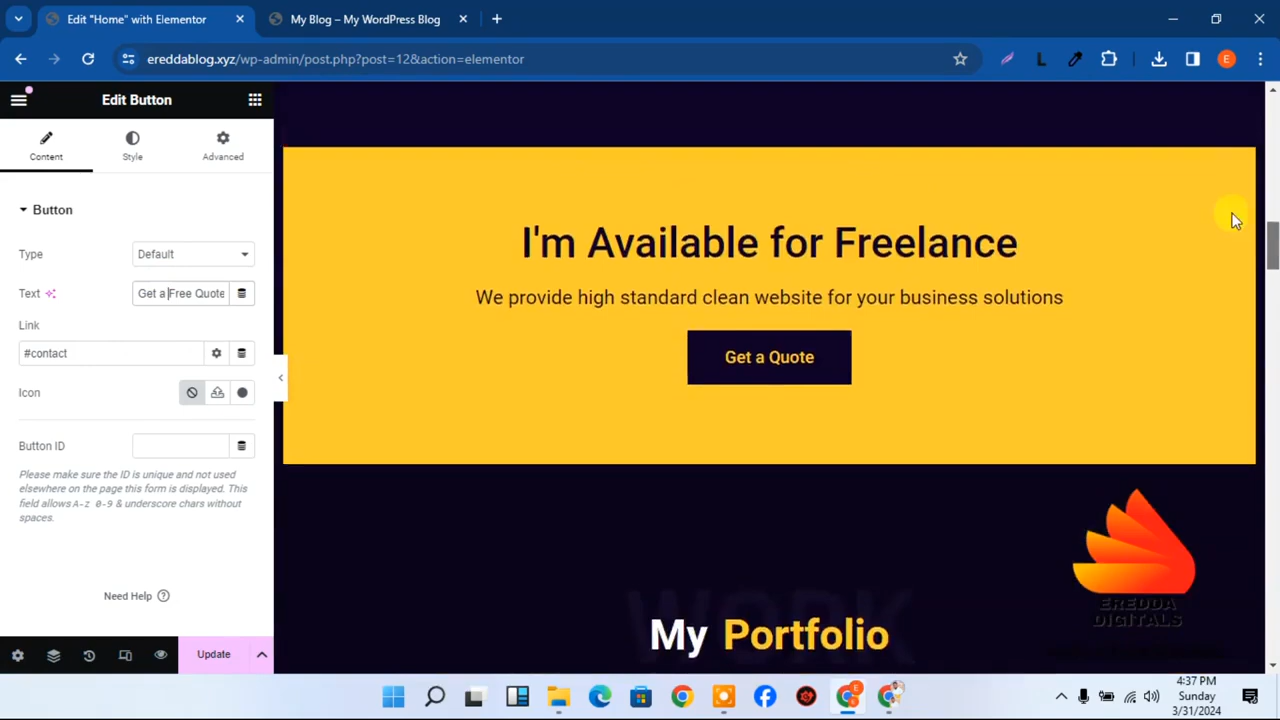 Edit "Home" with Elementor
My Blog – My WordPress Blog
ereddablog.xyz/wp-admin/post.php?post=12&action=elementor
L
E
Edit Button
Content
Style
Advanced
Button
Type
Default
Text
Get a Free Quote
Link
#contact
Icon
Button ID
Please make sure the ID is unique and not used
elsewhere on the page this form is displayed. This
field allows A-z 0-9 & underscore chars without
spaces.
Need Help
Update
I'm Available for Freelance
We provide high standard clean website for your business solutions
Get a Quote
WORK
My Portfolio
EREDDA
DIGITALS
4:37 PM
Sunday
3/31/2024